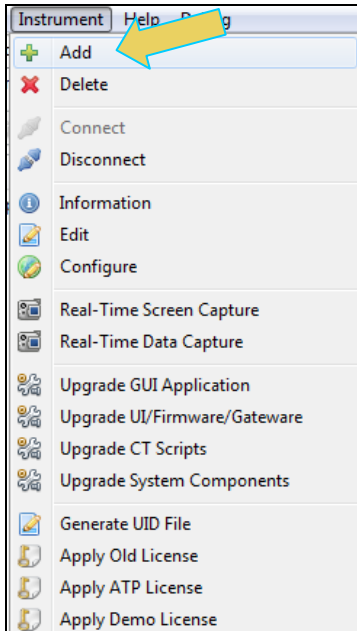 Instrument Help
Add
Delete
Connect
Disconnect
Information
Edit
Configure
Real-Time Screen Capture
Real-Time Data Capture
Upgrade GUI Application
Upgrade UI/Firmware/Gateware
Upgrade CT Scripts
Upgrade System Components
Generate UID File
Apply Old License
Apply ATP License
Apply Demo License